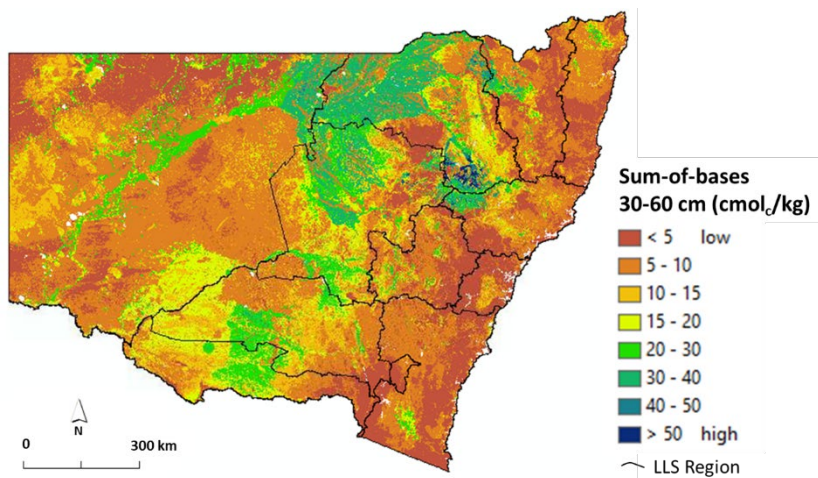 Sum-of-bases
30-60 cm (cmolc/kg)
< 5 low
5 - 10
10 - 15
15 - 20
20 - 30
30 - 40
40 - 50
> 50 high
LLS Region
N
0 300 km